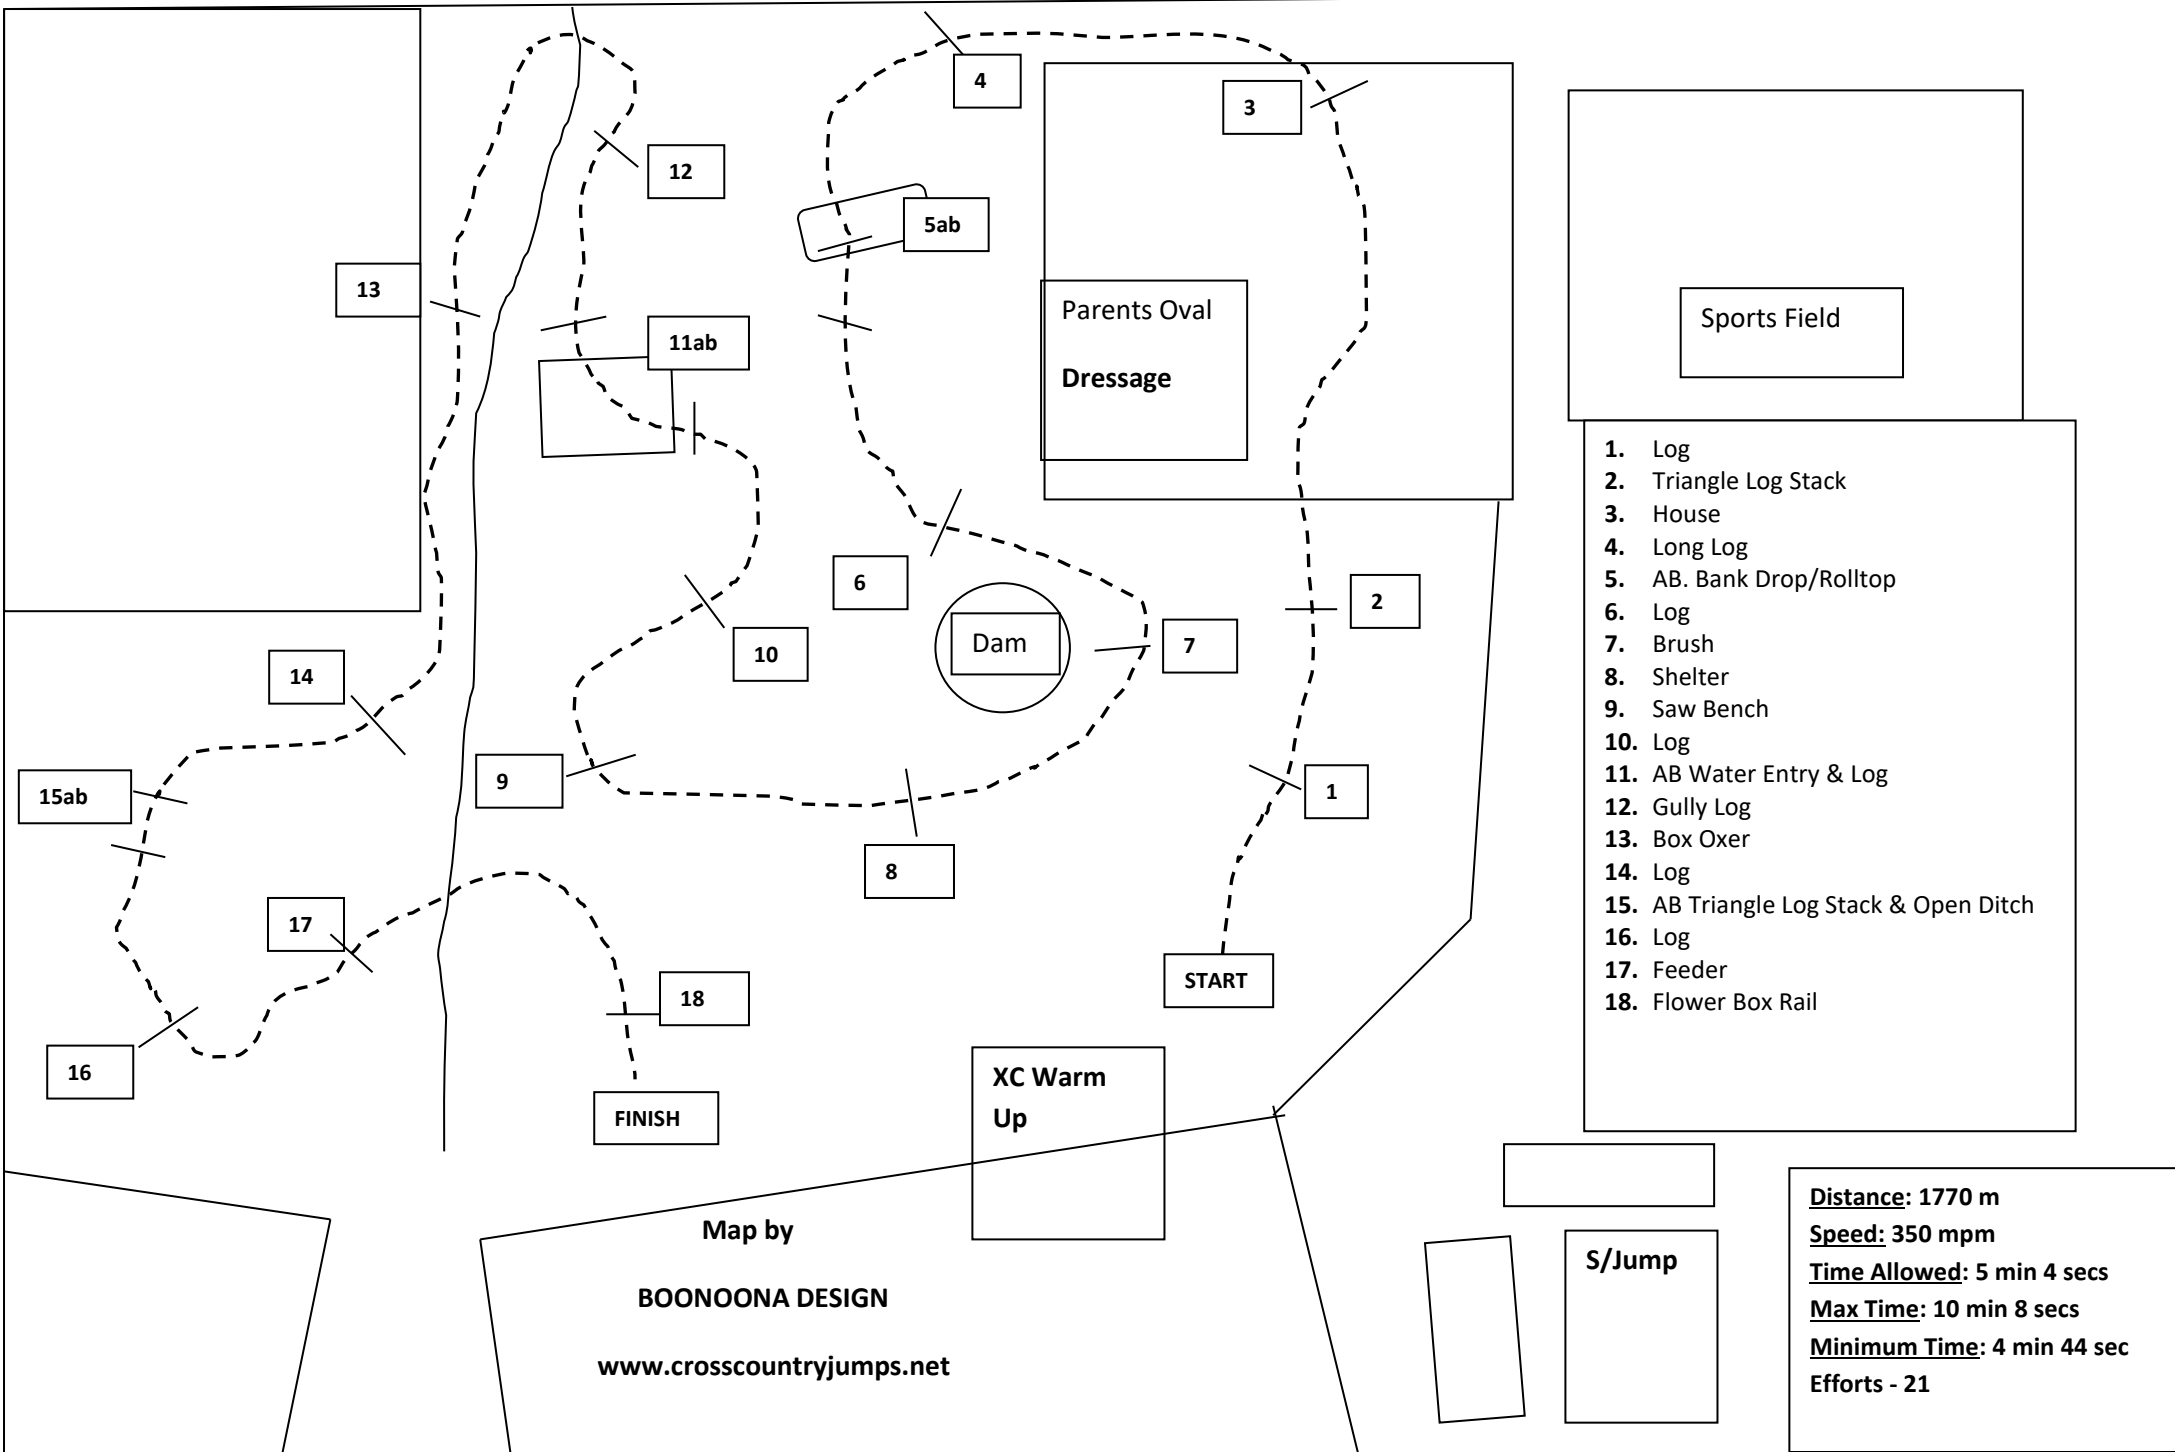 4
3
12
5ab
13
11ab
Parents Oval
Dressage
Sports Field
6
2
Dam
7
10
14
9
15ab
1
8
17
START
18
16
FINISH
XC Warm
Up
1. Log
2. Triangle Log Stack
3. House
4. Long Log
5. AB. Bank Drop/Rolltop
6. Log
7. Brush
8. Shelter
9. Saw Bench
10. Log
11. AB Water Entry & Log
12. Gully Log
13. Box Oxer
14. Log
15. AB Triangle Log Stack & Open Ditch
16. Log
17. Feeder
18. Flower Box Rail
Map by
BOONOONA DESIGN
www.crosscountryjumps.net
S/Jump
Distance: 1770 m
Speed: 350 mpm
Time Allowed: 5 min 4 secs
Max Time: 10 min 8 secs
Minimum Time: 4 min 44 sec
Efforts - 21